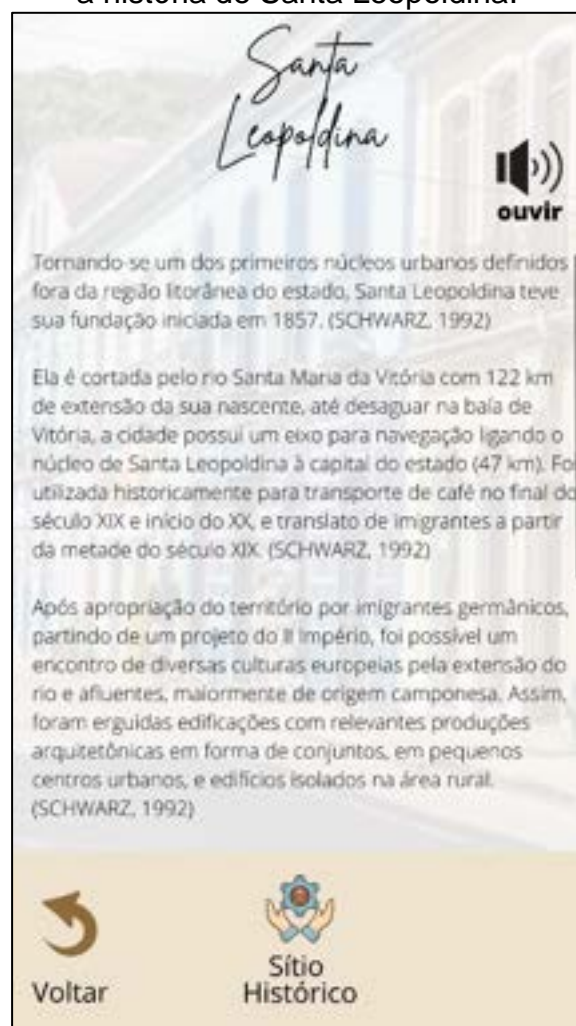 a história de Santa Leopoldina.
Santa
Leopoldina
ouvir
Tornando-se um dos primeiros núcleos urbanos definidos
fora da região litorânea do estado, Santa Leopoldina teve
sua fundação iniciada em 1857. (SCHWARZ, 1992)
Ela é cortada pelo rio Santa Maria da Vitória com 122 km
de extensão da sua nascente, até desaguar na baía de
Vitória, a cidade possui um eixo para navegação ligando o
núcleo de Santa Leopoldina à capital do estado (47 km). Foi
utilizada historicamente para transporte de café no final do
século XIX e início do XX, e translato de imigrantes a partir
da metade do século XIX. (SCHWARZ, 1992)
Após apropriação do território por imigrantes germânicos,
partindo de um projeto do II Império, foi possível um
encontro de diversas culturas europeias pela extensão do
rio e afluentes, maiormente de origem camponesa. Assim,
foram erguidas edificações com relevantes produções
arquitetônicas em forma de conjuntos, em pequenos
centros urbanos, e edifícios isolados na área rural.
(SCHWARZ, 1992)
Voltar
Sítio
Histórico